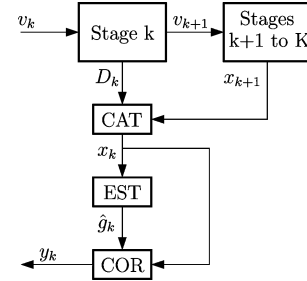 v_k
Stage k
v_{k+1}
Stages
k+1 to K
D_k
x_{k+1}
CAT
x_k
EST
ĝ_k
y_k
COR